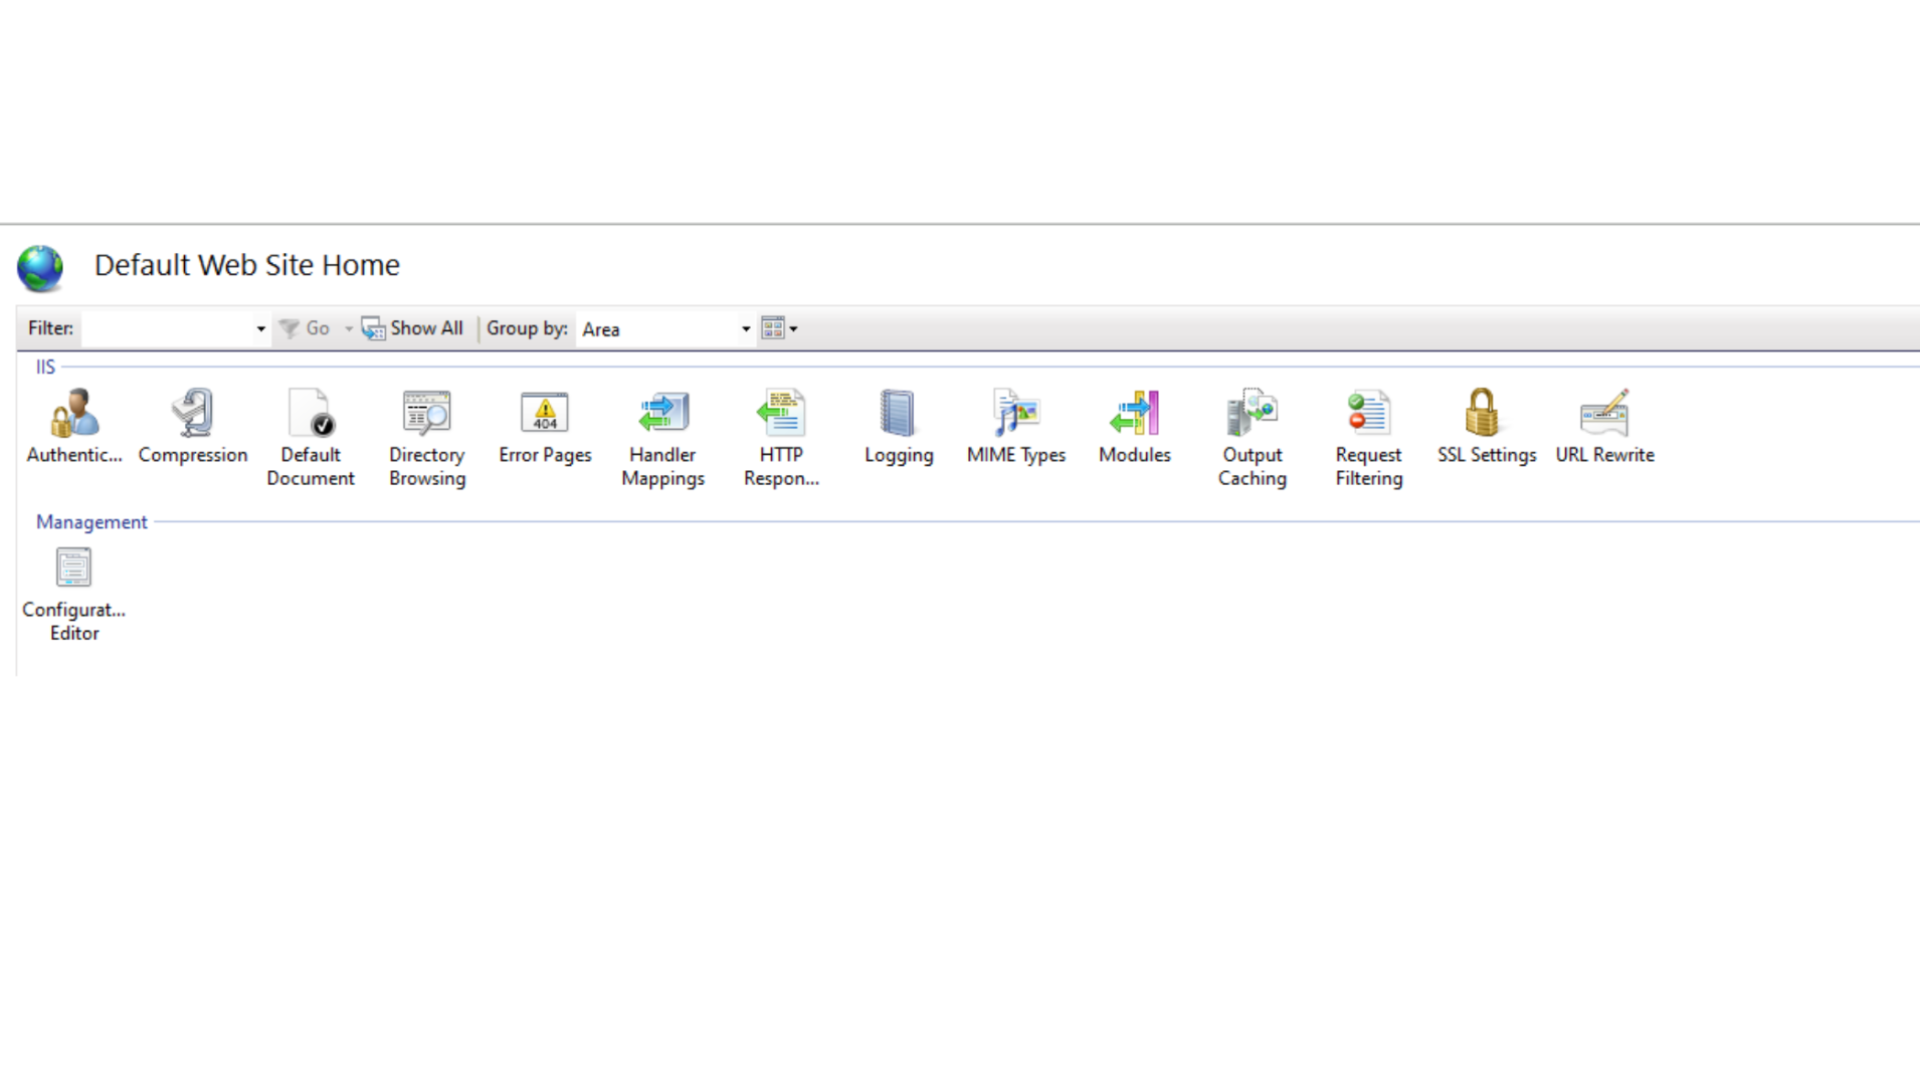 Default Web Site Home
Filter: Go Show All Group by: Area
IIS
Authentic... Compression Default Document Directory Browsing Error Pages 404 Handler Mappings HTTP Respon... Logging MIME Types Modules Output Caching Request Filtering SSL Settings URL Rewrite
Management
Configurat...
Editor